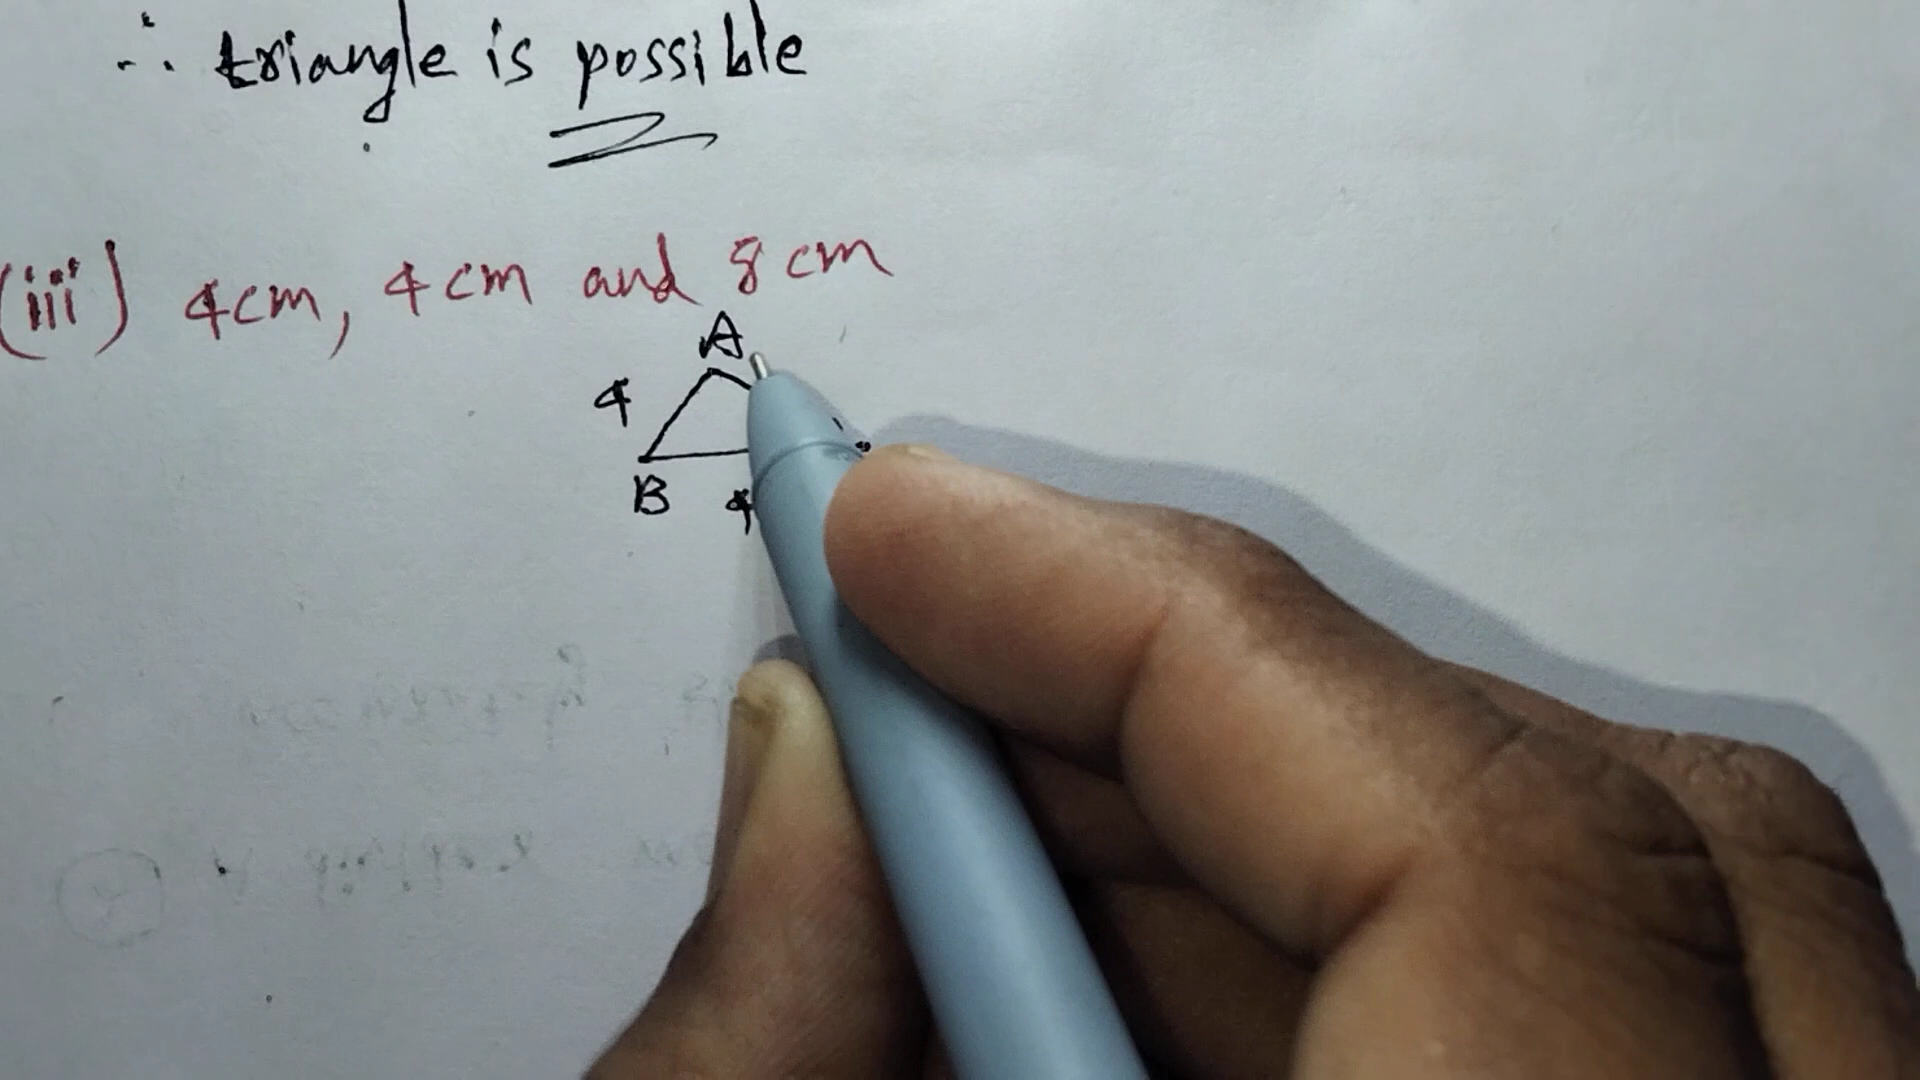 ∴ triangle is possible
(iii) 4cm, 4cm and 8cm
A
4
B 4